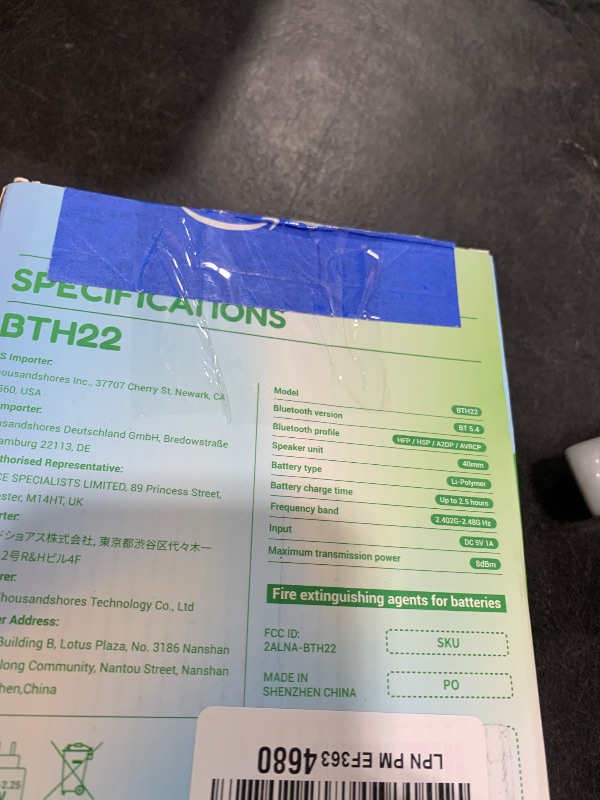 SPECIFICATIONS
BTH22
S Importer:
ousandshores Inc., 37707 Cherry St, Newark, CA
560, USA
mporter:
usandshores Deutschland GmbH, Bredowstraße
amburg 22113, DE
thorised Representative:
CE SPECIALISTS LIMITED, 89 Princess Street,
ester, M14HT, UK
rter:
ドショアス株式会社, 東京都渋谷区代々木一
2号R&Hビル4F
rer:
housandshores Technology Co., Ltd
r Address:
Building B, Lotus Plaza, No. 3186 Nanshan
long Community, Nantou Street, Nanshan
hen,China
Model BTH22
Bluetooth version BT 5.4
Bluetooth profile HFP / HSP / A2DP / AVRCP
Speaker unit 40mm
Battery type Li-Polymer
Battery charge time Up to 2.5 hours
Frequency band 2.402G-2.48G Hz
Input DC 5V 1A
Maximum transmission power 8dBm
Fire extinguishing agents for batteries
FCC ID:
2ALNA-BTH22
SKU
MADE IN
SHENZHEN CHINA
PO
LPN PM EF363 4680
2.25